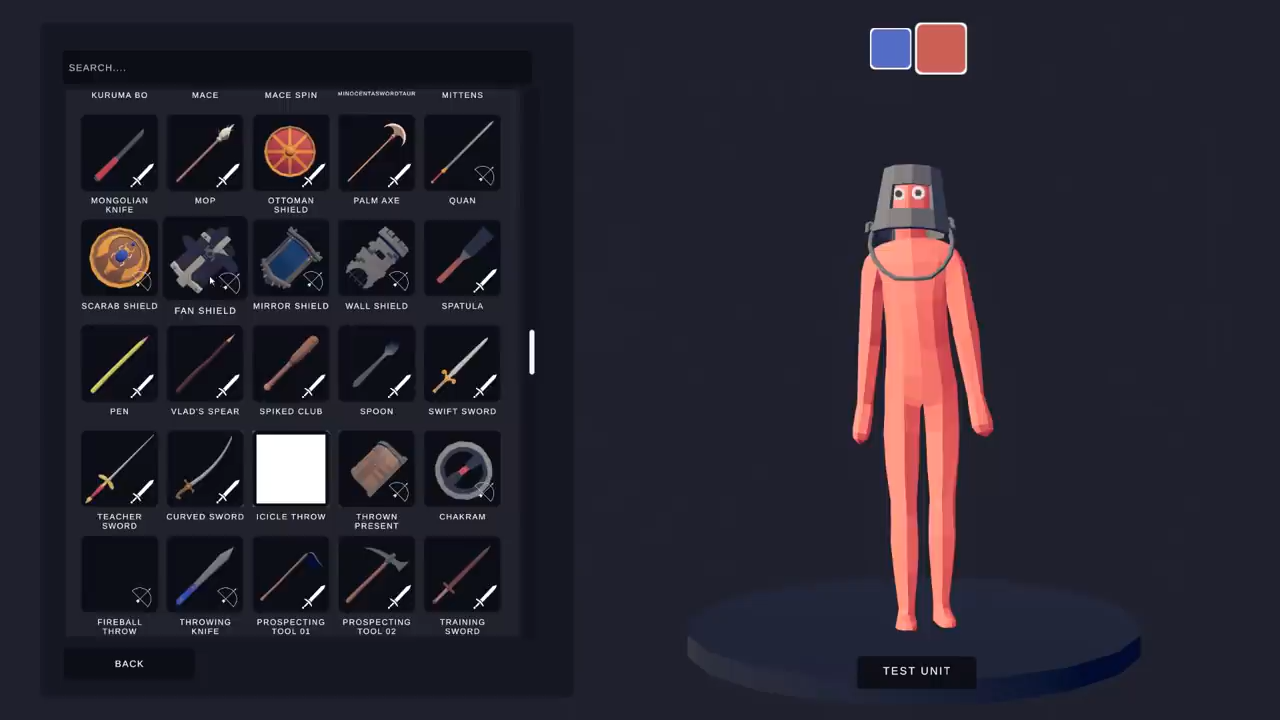 SEARCH....
KURUMA BO
MACE
MACE SPIN
MINOCENTASWORDTAUR
MITTENS
MONGOLIAN
KNIFE
MOP
OTTOMAN
SHIELD
PALM AXE
QUAN
SCARAB SHIELD
FAN SHIELD
MIRROR SHIELD
WALL SHIELD
SPATULA
PEN
VLAD'S SPEAR
SPIKED CLUB
SPOON
SWIFT SWORD
TEACHER
SWORD
CURVED SWORD
ICICLE THROW
THROWN
PRESENT
CHAKRAM
FIREBALL
THROW
THROWING
KNIFE
PROSPECTING
TOOL 01
PROSPECTING
TOOL 02
TRAINING
SWORD
BACK
TEST UNIT